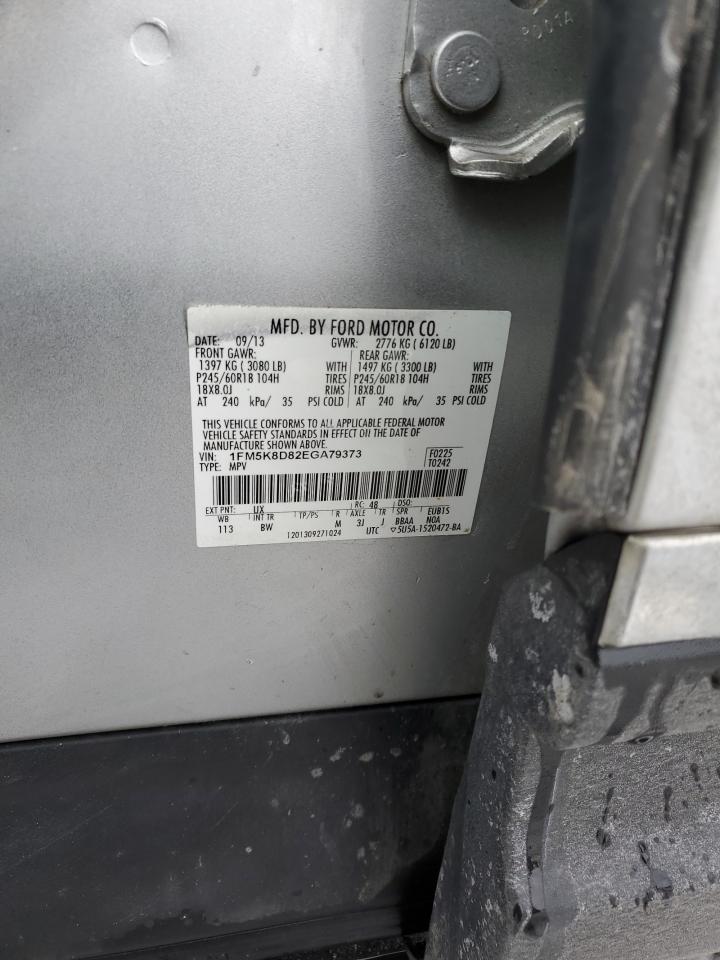 P001A
MFD. BY FORD MOTOR CO.
DATE: 09/13 GVWR: 2776 KG ( 6120 LB)
FRONT GAWR: REAR GAWR:
1397 KG ( 3080 LB) WITH 1497 KG ( 3300 LB) WITH
P245/60R18 104H TIRES P245/60R18 104H TIRES
18X8.0J RIMS 18X8.0J RIMS
AT 240 kPa/ 35 PSI COLD AT 240 kPa/ 35 PSI COLD
THIS VEHICLE CONFORMS TO ALL APPLICABLE FEDERAL MOTOR
VEHICLE SAFETY STANDARDS IN EFFECT ON THE DATE OF
MANUFACTURE SHOWN ABOVE.
VIN: 1FM5K8D82EGA79373 F0225
TYPE: MPV T0242
EXT PNT: UX RC: 48 DSO:
WB INT TR TP/PS R AXLE TR SPR EUB15
113 BW M 3J J BBAA N0A
1201309271024 UTC 5U5A-1520472-BA